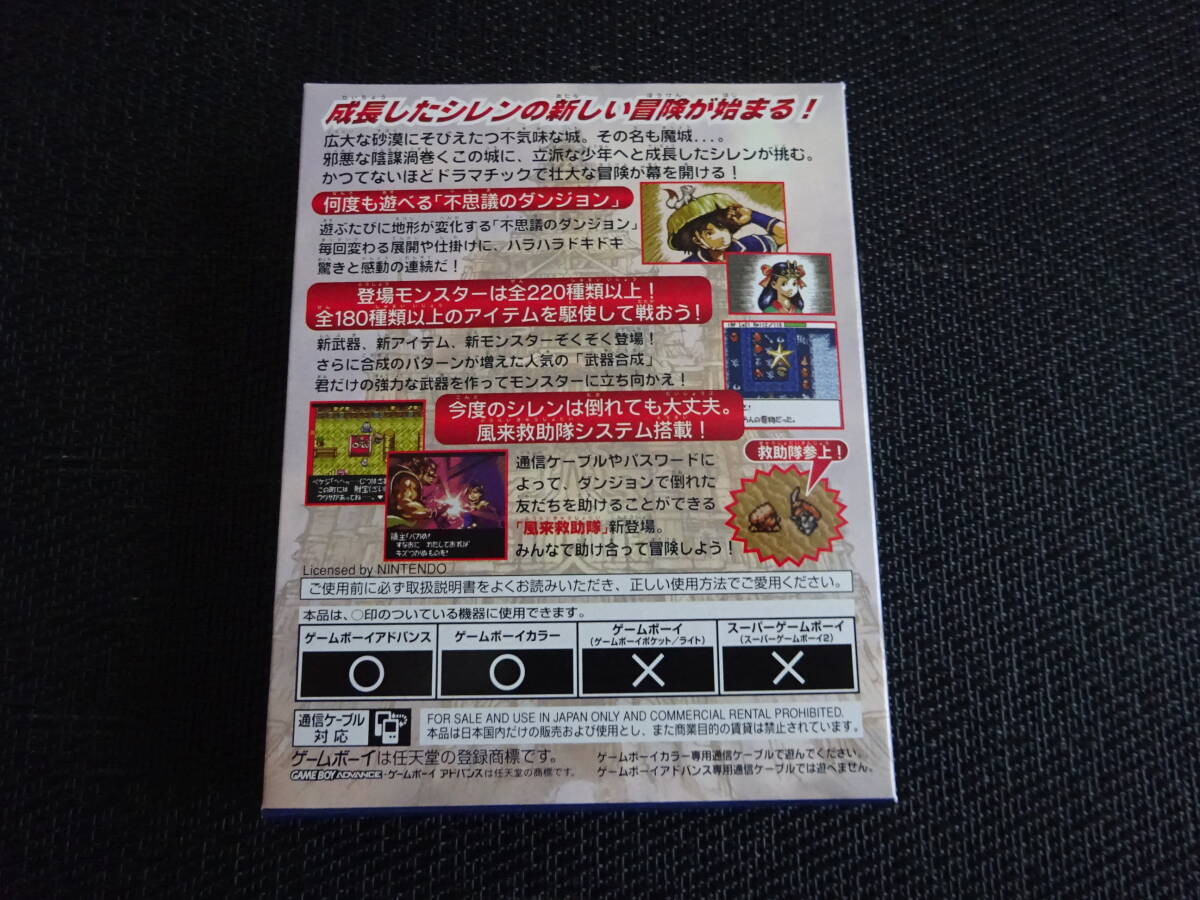 成長したシレンの新しい冒険が始まる！
広大な砂漠にそびえたつ不気味な城。その名も魔城...。
邪悪な陰謀渦巻くこの城に、立派な少年へと成長したシレンが挑む。
かつてないほどドラマチックで壮大な冒険が幕を開ける！
何度も遊べる「不思議のダンジョン」
遊ぶたびに地形が変化する「不思議のダンジョン」
毎回変わる展開や仕掛けに、ハラハラドキドキ
驚きと感動の連続だ！
登場モンスターは全220種類以上！
全180種類以上のアイテムを駆使して戦おう！
新武器、新アイテム、新モンスターぞくぞく登場！
さらに合成のパターンが増えた人気の「武器合成」
君だけの強力な武器を作ってモンスターに立ち向かえ！
今度のシレンは倒れても大丈夫。
風来救助隊システム搭載！
救助隊参上！
通信ケーブルやパスワードに
よって、ダンジョンで倒れた
友だちを助けることができる
「風来救助隊」新登場。
みんなで助け合って冒険しよう！
ウワサがあってね
領主「バカめ！
すなおに わたしておれば
キズつかぬものを！
Licensed by NINTENDO
ご使用前に必ず取扱説明書をよくお読みいただき、正しい使用方法でご愛用ください。
本品は、○印のついている機器に使用できます。
ゲームボーイアドバンス
ゲームボーイカラー
ゲームボーイ
(ゲームボーイポケット／ライト)
スーパーゲームボーイ
(スーパーゲームボーイ2)
○
○
×
×
通信ケーブル
対応
FOR SALE AND USE IN JAPAN ONLY AND COMMERCIAL RENTAL PROHIBITED.
本品は日本国内だけの販売および使用とし、また商業目的の賃貸は禁止されています。
ゲームボーイは任天堂の登録商標です。
GAME BOY ADVANCE・ゲームボーイ アドバンスは任天堂の商標です。
ゲームボーイカラー専用通信ケーブルで遊んでください。
ゲームボーイアドバンス専用通信ケーブルでは遊べません。